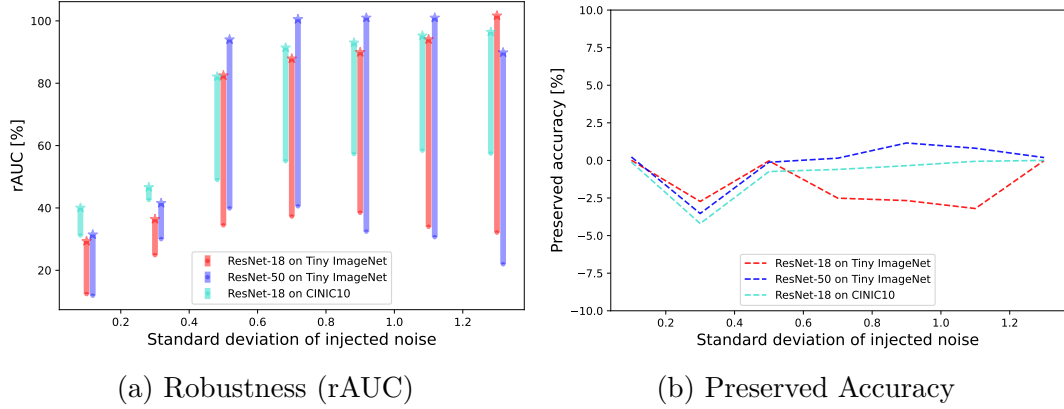 100
80
60
40
20
rAUC [%]
0.2 0.4 0.6 0.8 1.0 1.2
Standard deviation of injected noise
ResNet-18 on Tiny ImageNet
ResNet-50 on Tiny ImageNet
ResNet-18 on CINIC10
(a) Robustness (rAUC)
10.0
7.5
5.0
2.5
0.0
−2.5
−5.0
−7.5
−10.0
Preserved accuracy [%]
0.2 0.4 0.6 0.8 1.0 1.2
Standard deviation of injected noise
ResNet-18 on Tiny ImageNet
ResNet-50 on Tiny ImageNet
ResNet-18 on CINIC10
(b) Preserved Accuracy